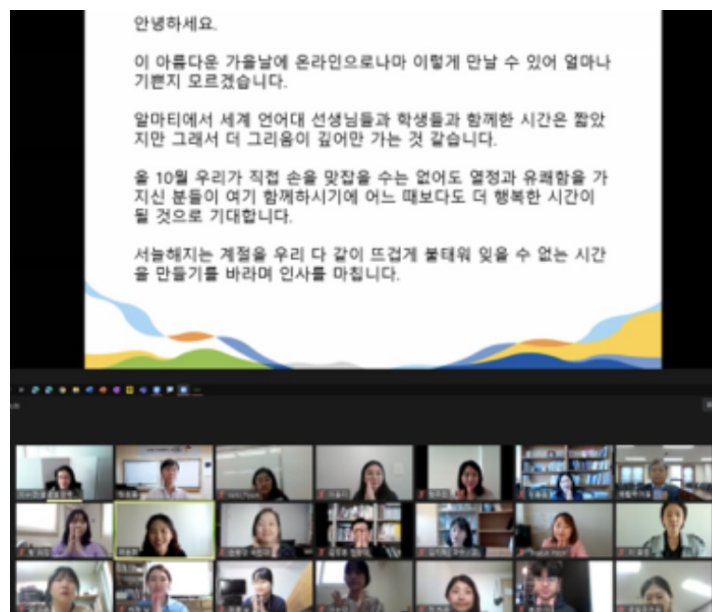 안녕하세요.
이 아름다운 가을날에 온라인으로나마 이렇게 만날 수 있어 얼마나
기쁜지 모르겠습니다.
알마티에서 세계 언어대 선생님들과 학생들과 함께한 시간은 짧았
지만 그래서 더 그리움이 깊어만 가는 것 같습니다.
올 10월 우리가 직접 손을 맞잡을 수는 없어도 열정과 유쾌함을 가
지신 분들이 여기 함께하시기에 어느 때보다도 더 행복한 시간이
될 것으로 기대합니다.
서늘해지는 계절을 우리 다 같이 뜨겁게 불태워 잊을 수 없는 시간
을 만들기를 바라며 인사를 마칩니다.